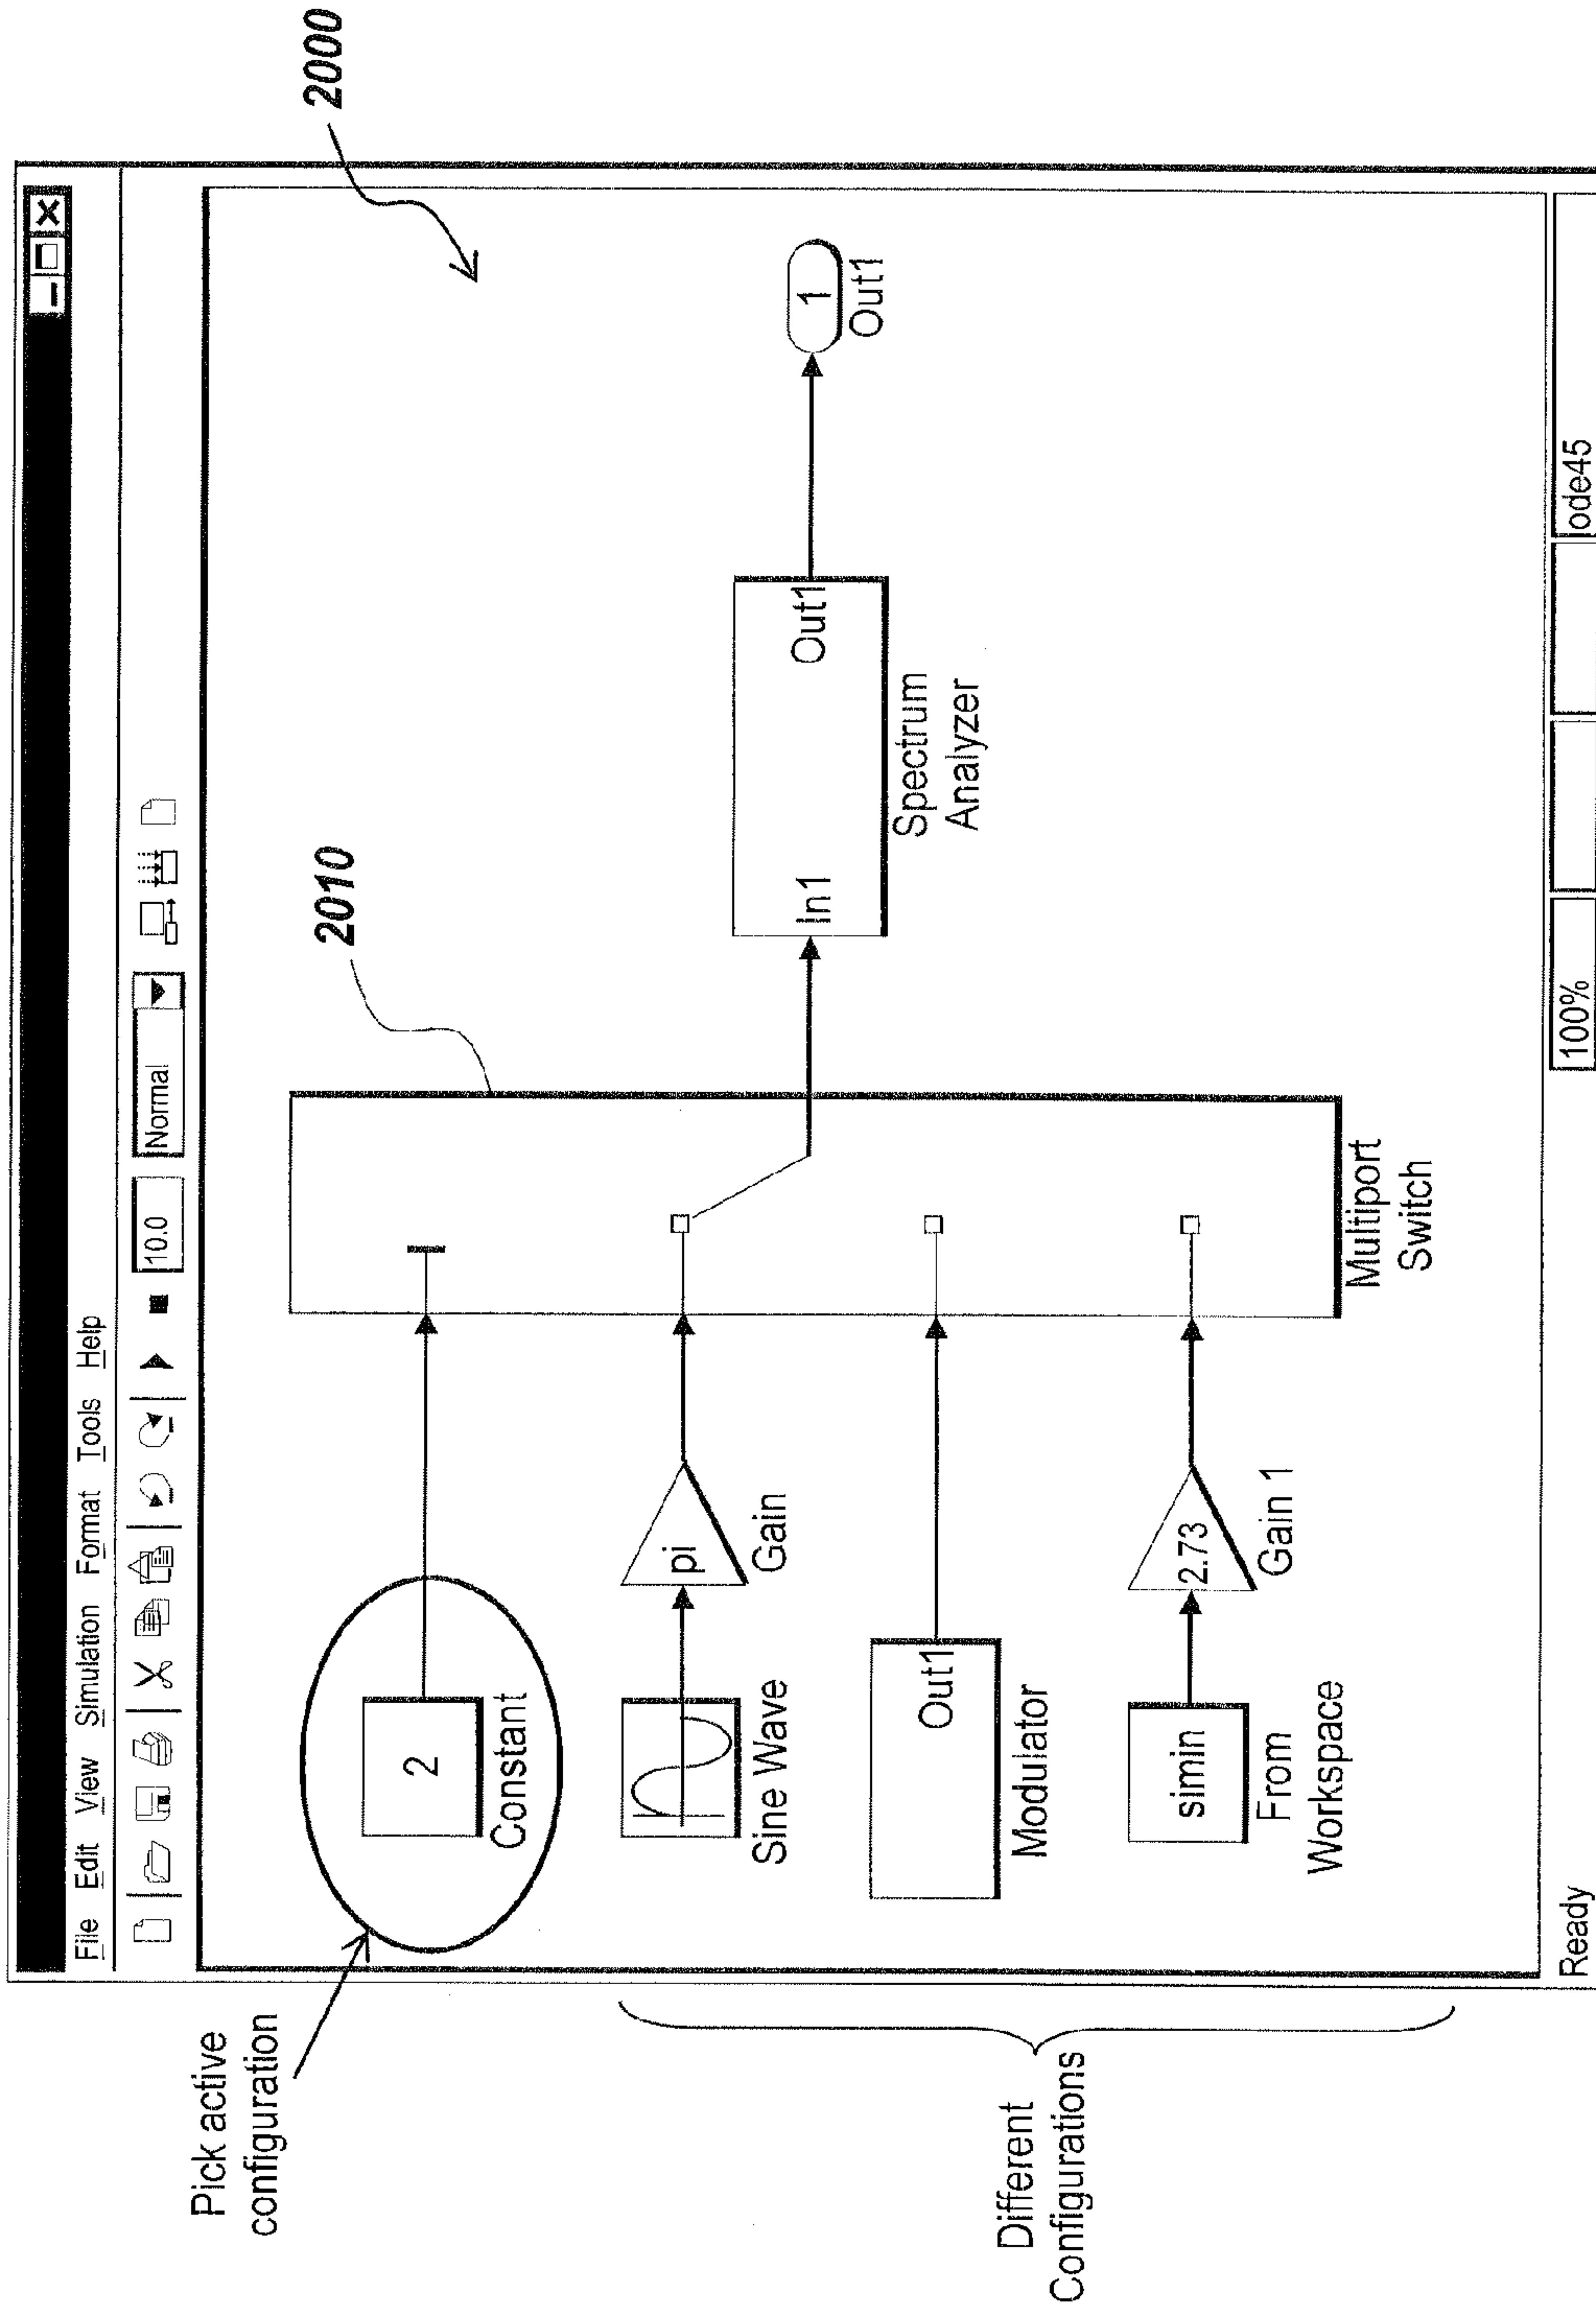 2000
File Edit View Simulation Format Tools Help
10.0
Normal
2010
Pick active
configuration
2
Constant
pi
Gain
Sine Wave
Out1
Modulator
simin
From
Workspace
2.73
Gain 1
Multiport
Switch
In1
Out1
Spectrum
Analyzer
1
Out1
Different
Configurations
Ready
100%
ode45